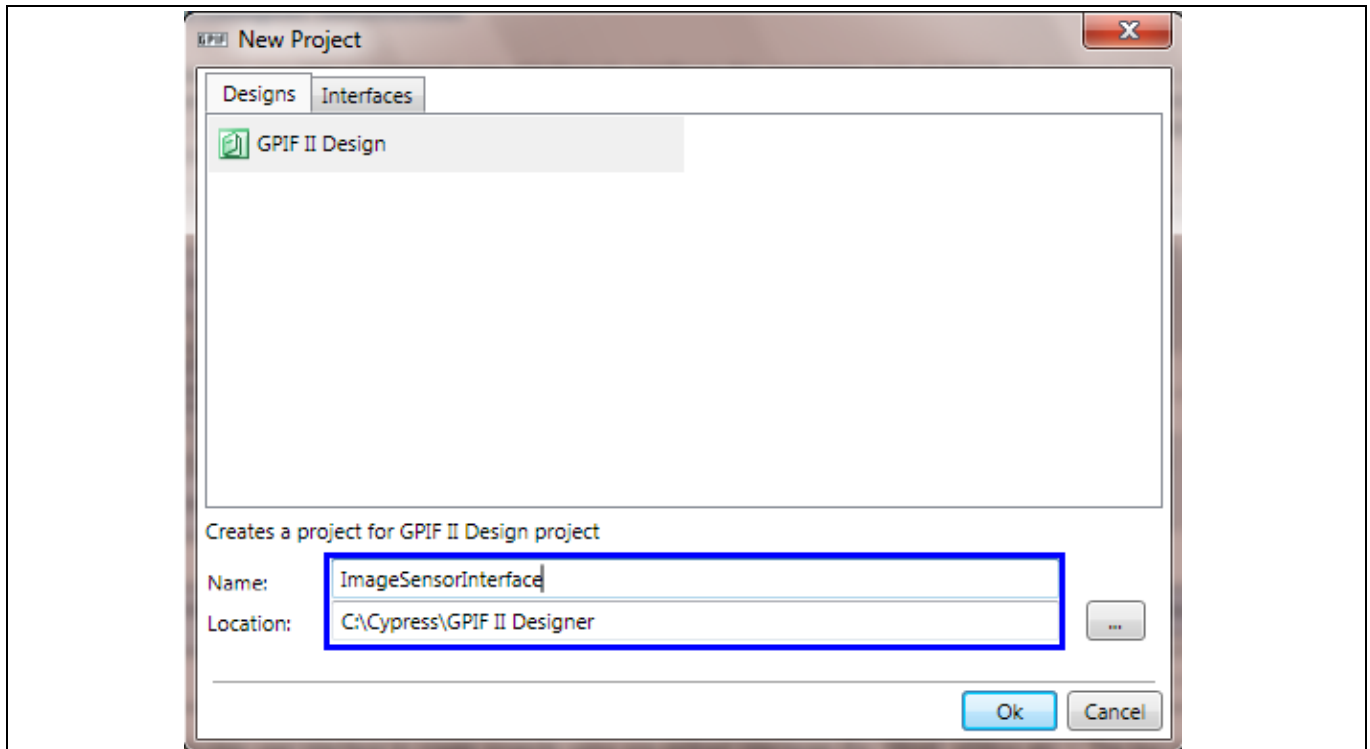 GPIF New Project
Designs Interfaces
GPIF II Design
Creates a project for GPIF II Design project
Name: ImageSensorInterface
Location: C:\Cypress\GPIF II Designer ...
Ok Cancel